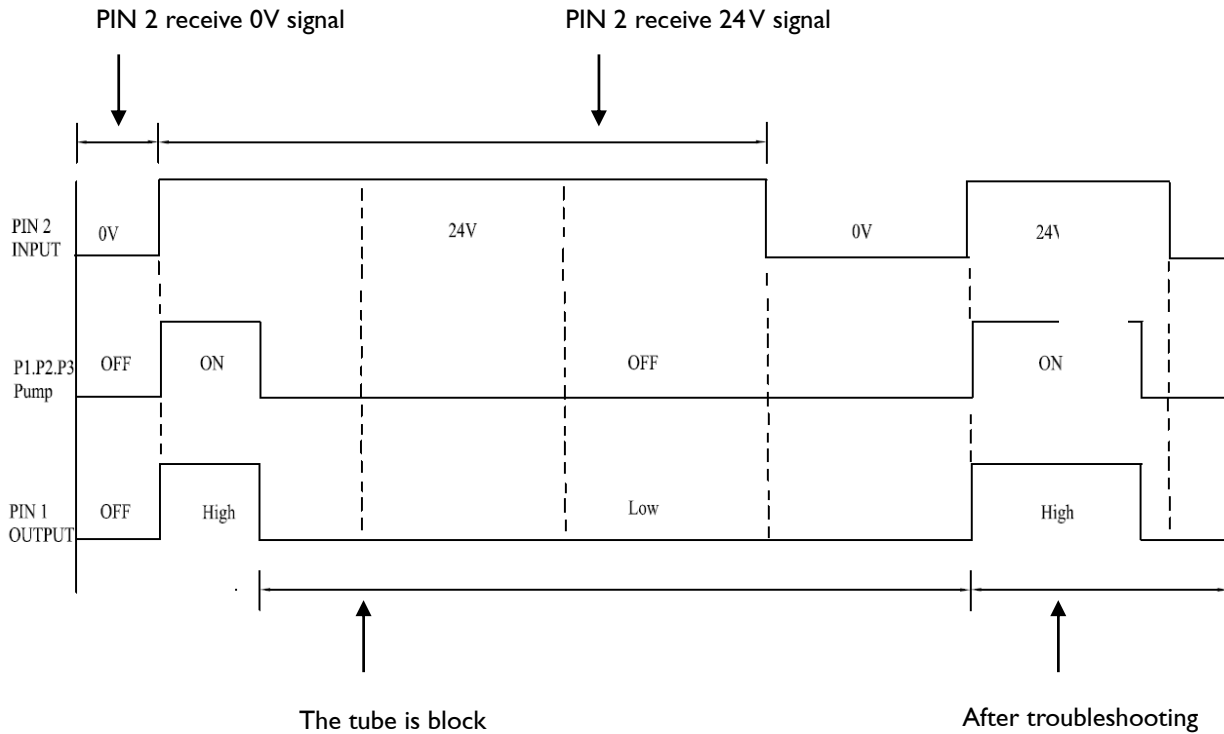 PIN 2 receive 0V signal
PIN 2 receive 24V signal
PIN 2
INPUT
0V
24V
0V
24V
P1.P2.P3
Pump
OFF
ON
OFF
ON
PIN 1
OUTPUT
OFF
High
Low
High
The tube is block
After troubleshooting